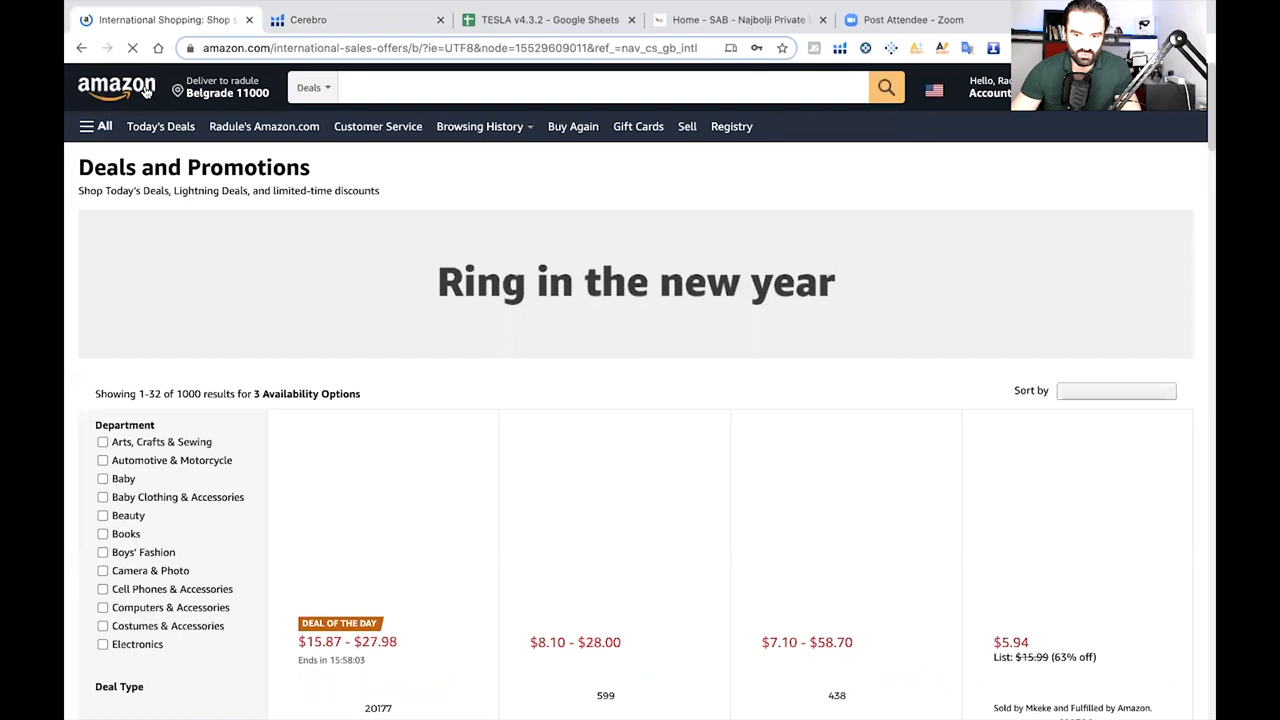 International Shopping: Shop
Cerebro
TESLA v4.3.2 - Google Sheets
Home - SAB - Najbolji Private
Post Attendee - Zoom
amazon.com/international-sales-offers/b/?ie=UTF8&node=15529609011&ref_=nav_cs_gb_intl
amazon
Deliver to radule
Belgrade 11000
Deals
Hello, Rad
Account
All
Today's Deals
Radule's Amazon.com
Customer Service
Browsing History
Buy Again
Gift Cards
Sell
Registry
Deals and Promotions
Shop Today's Deals, Lightning Deals, and limited-time discounts
Ring in the new year
Showing 1-32 of 1000 results for 3 Availability Options
Sort by
Department
Arts, Crafts & Sewing
Automotive & Motorcycle
Baby
Baby Clothing & Accessories
Beauty
Books
Boys' Fashion
Camera & Photo
Cell Phones & Accessories
Computers & Accessories
Costumes & Accessories
Electronics
Deal Type
DEAL OF THE DAY
$15.87 - $27.98
Ends in 15:58:03
20177
$8.10 - $28.00
599
$7.10 - $58.70
438
$5.94
List: $15.99 (63% off)
Sold by Mkeke and Fulfilled by Amazon.